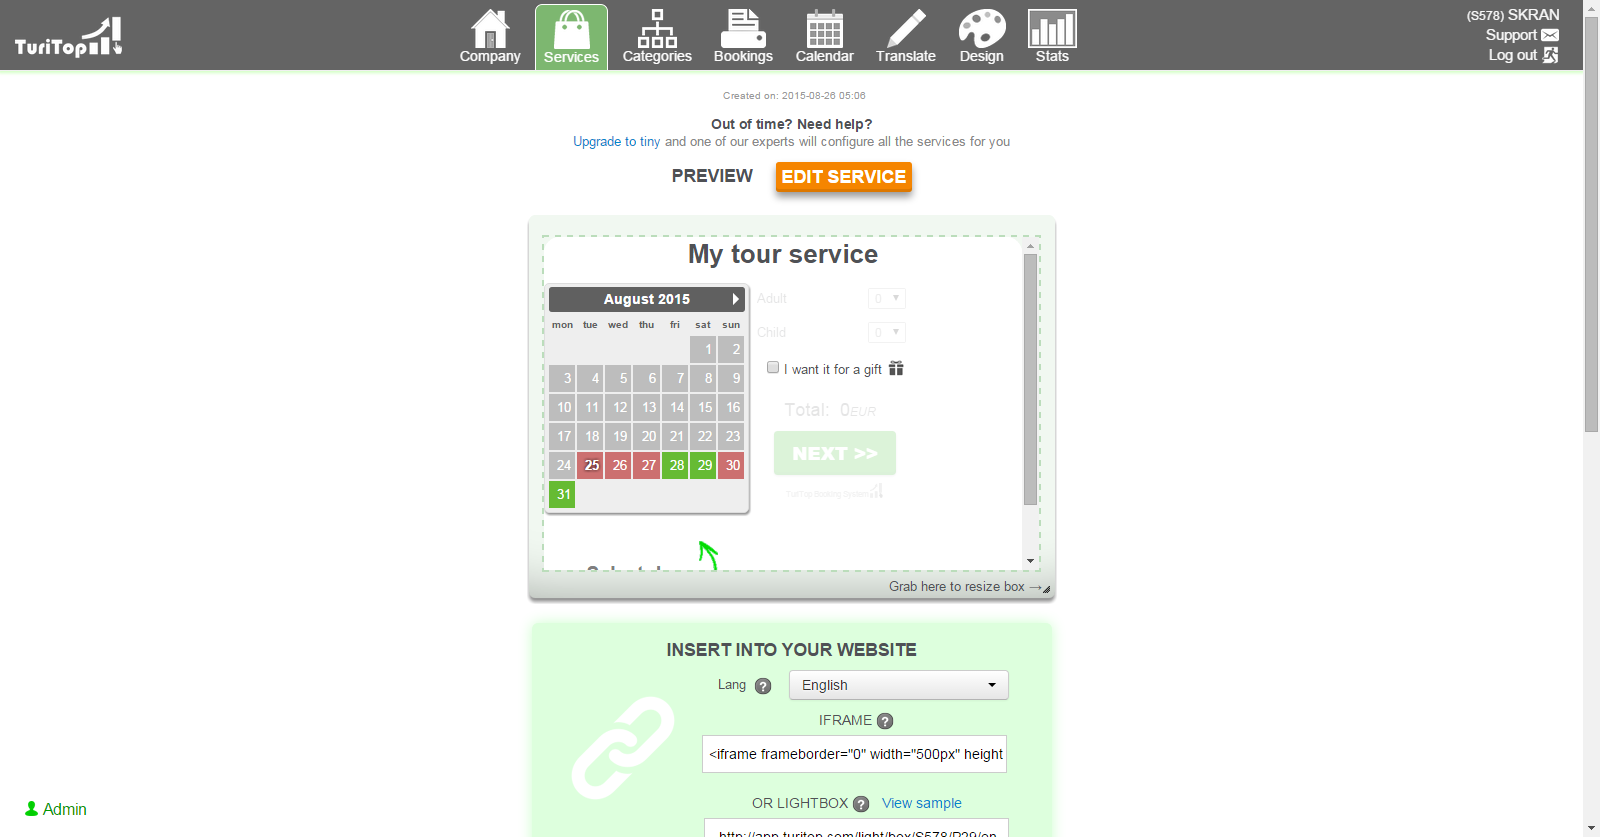 TuriTop
Company Services Categories Bookings Calendar Translate Design Stats
(S578) SKRAN
Support
Log out
Created on: 2015-08-26 05:06
Out of time? Need help?
Upgrade to tiny and one of our experts will configure all the services for you
PREVIEW EDIT SERVICE
My tour service
August 2015
mon tue wed thu fri sat sun
1 2
3 4 5 6 7 8 9
10 11 12 13 14 15 16
17 18 19 20 21 22 23
24 25 26 27 28 29 30
31
Adult 0
Child 0
I want it for a gift
Total: 0EUR
NEXT >>
TuriTop Booking System
Grab here to resize box →
INSERT INTO YOUR WEBSITE
Lang ? English
IFRAME ?
<iframe frameborder="0" width="500px" height
OR LIGHTBOX ? View sample
http://app.turitop.com/light/box/S578/P29/en
Admin